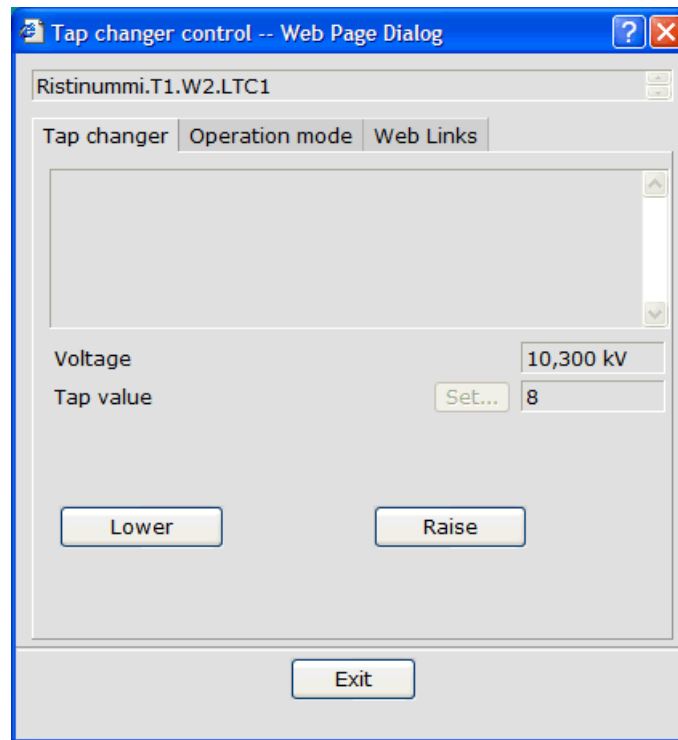 Tap changer control -- Web Page Dialog
?
Ristinummi.T1.W2.LTC1
Tap changer Operation mode Web Links
Voltage 10,300 kV
Tap value Set... 8
Lower Raise
Exit